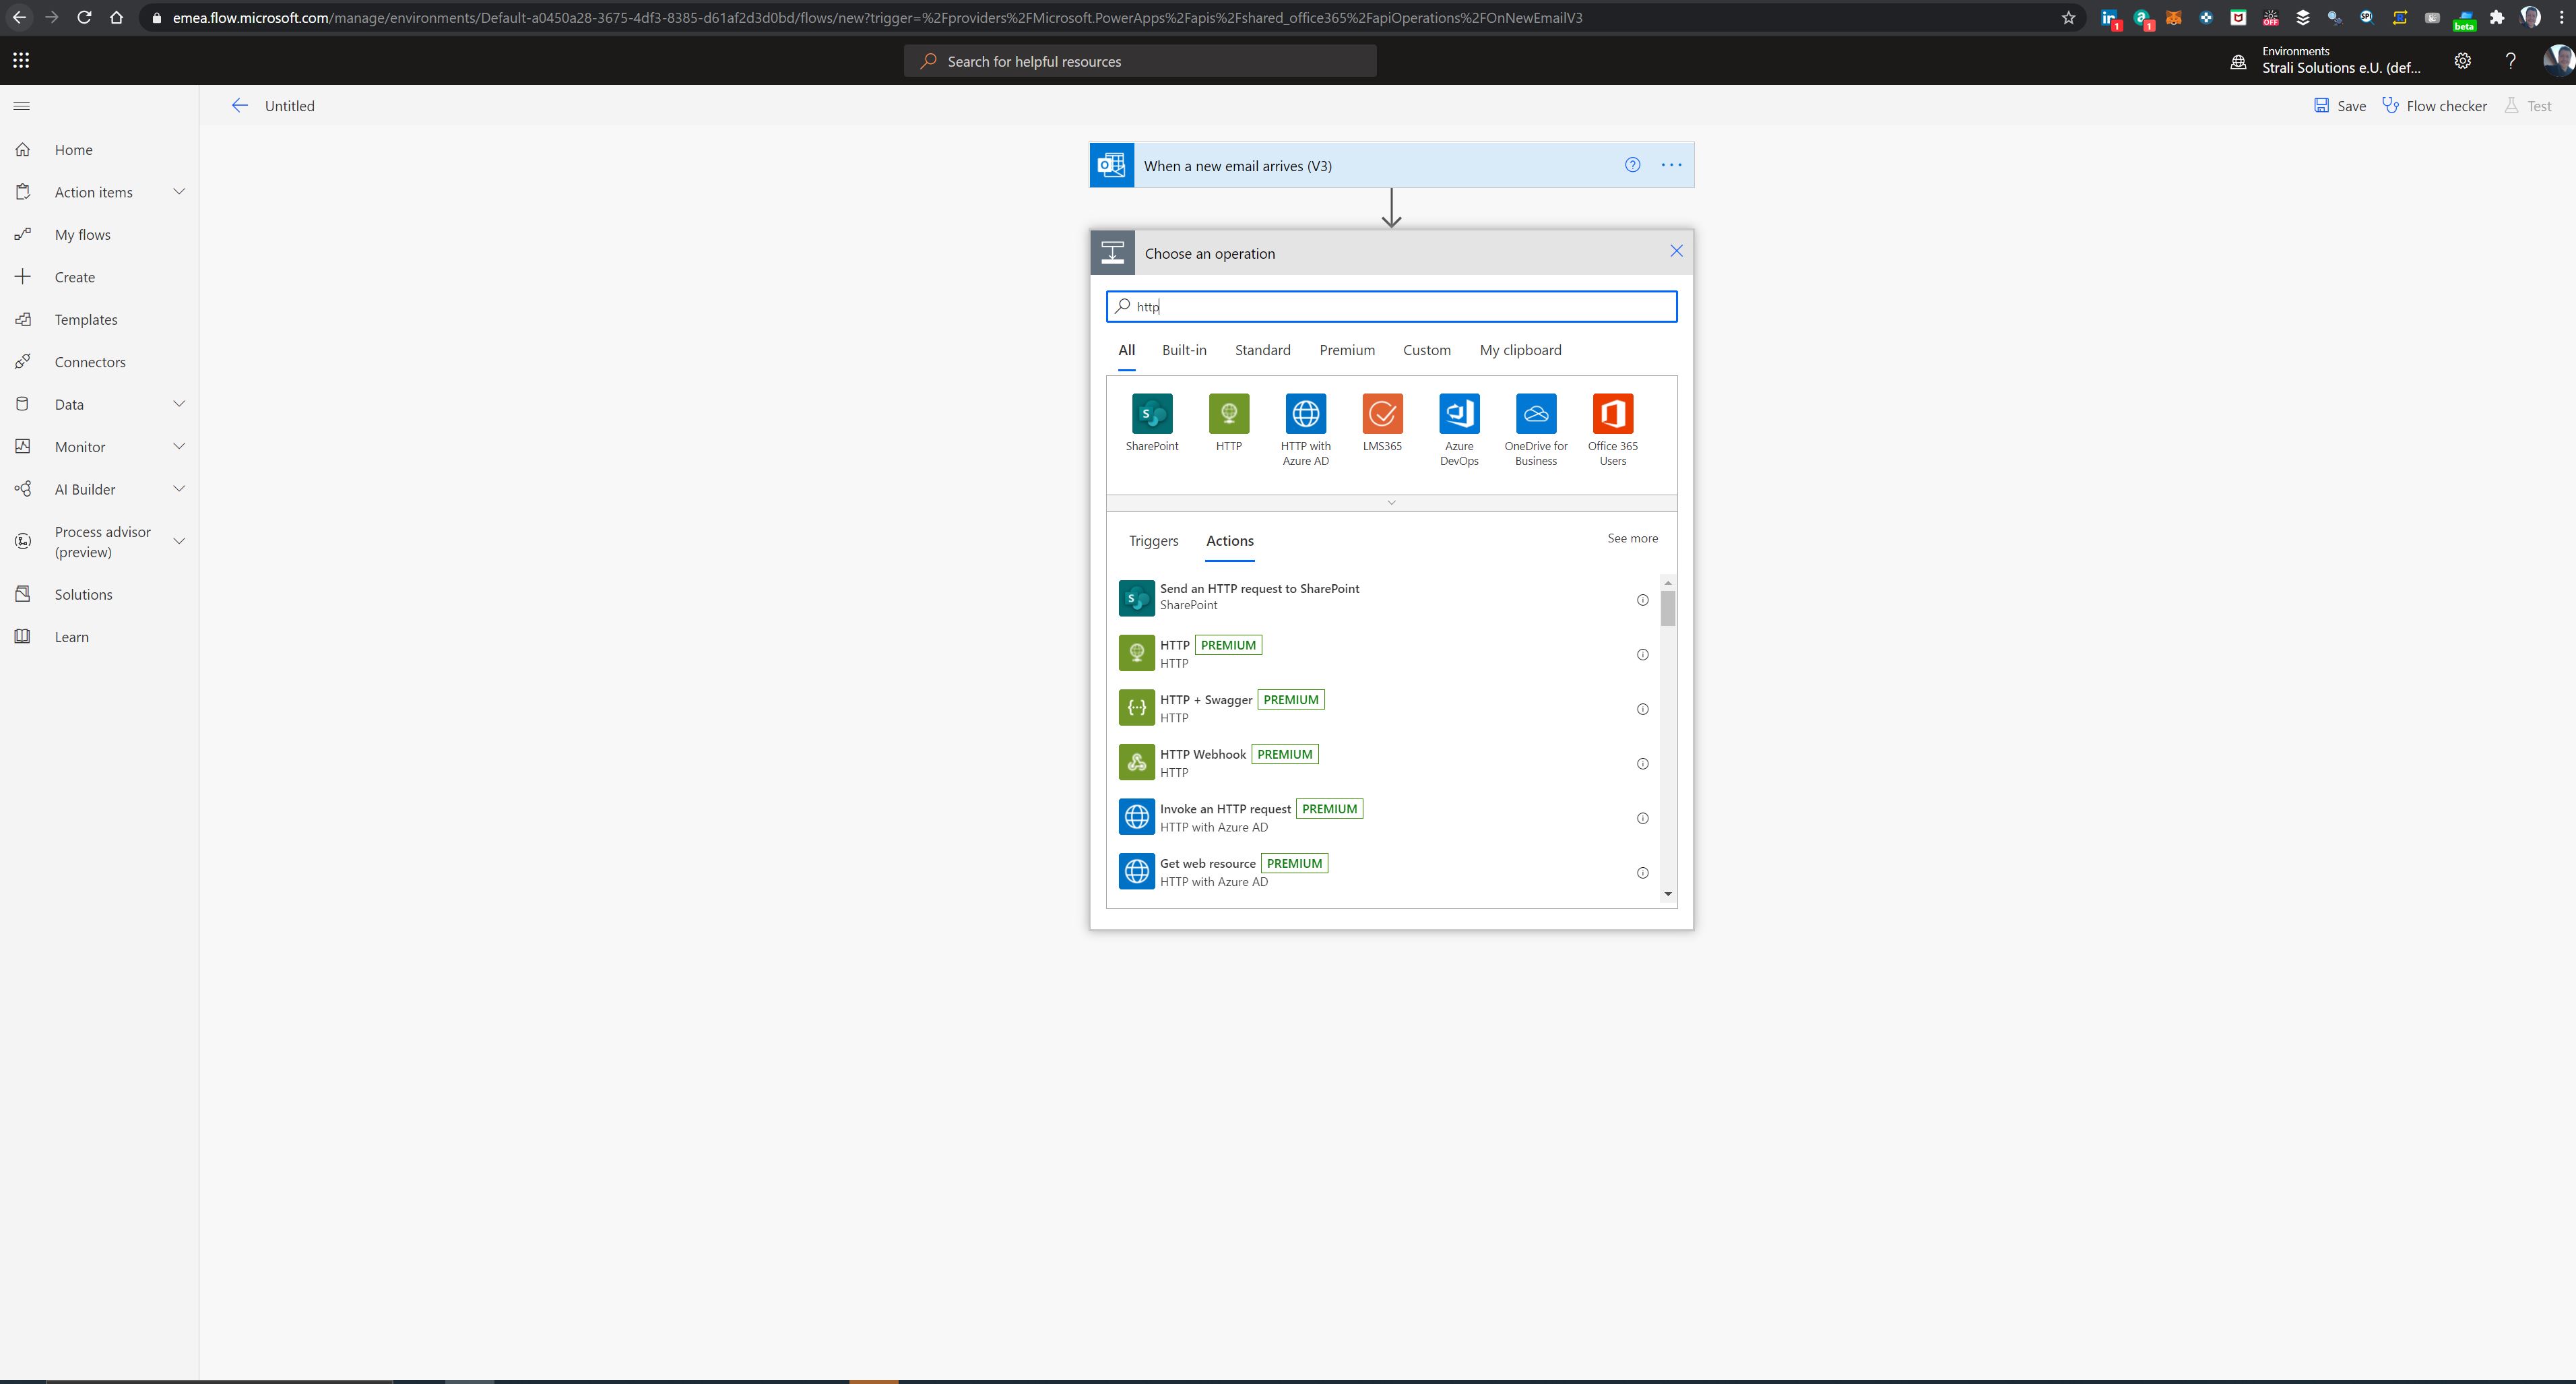 emea.flow.microsoft.com/manage/environments/Default-a0450a28-3675-4df3-8385-d61af2d3d0bd/flows/new?trigger=%2Fproviders%2FMicrosoft.PowerApps%2Fapis%2Fshared_office365%2FapiOperations%2FOnNewEmailV3
1
1
OFF
beta
Search for helpful resources
Environments
Strali Solutions e.U. (def...
Untitled
Save
Flow checker
Test
Home
Action items
My flows
Create
Templates
Connectors
Data
Monitor
AI Builder
Process advisor
(preview)
Solutions
Learn
When a new email arrives (V3)
Choose an operation
http
All Built-in Standard Premium Custom My clipboard
SharePoint
HTTP
HTTP with
Azure AD
LMS365
Azure
DevOps
OneDrive for
Business
Office 365
Users
Triggers Actions See more
Send an HTTP request to SharePoint
SharePoint
HTTP PREMIUM
HTTP
HTTP + Swagger PREMIUM
HTTP
HTTP Webhook PREMIUM
HTTP
Invoke an HTTP request PREMIUM
HTTP with Azure AD
Get web resource PREMIUM
HTTP with Azure AD